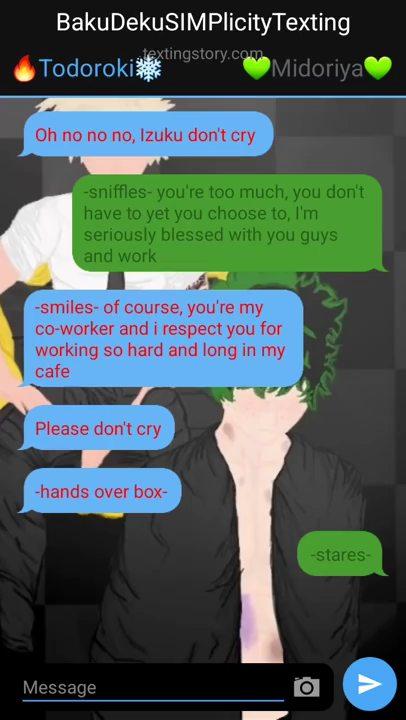 BakuDekuSIMPlicityTexting
textingstory.com
🔥Todoroki❄ 💚Midoriya💚
Oh no no no, Izuku don't cry
-sniffles- you're too much, you don't
have to yet you choose to, I'm
seriously blessed with you guys
and work
-smiles- of course, you're my
co-worker and i respect you for
working so hard and long in my
cafe
Please don't cry
-hands over box-
-stares-
Message